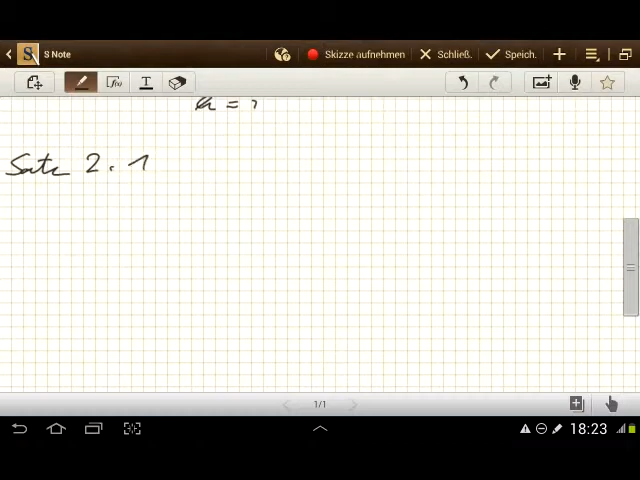 S Note
Skizze aufnehmen
Schließ.
Speich.
f(x)
T
Satz 2.1
1/1
18:23